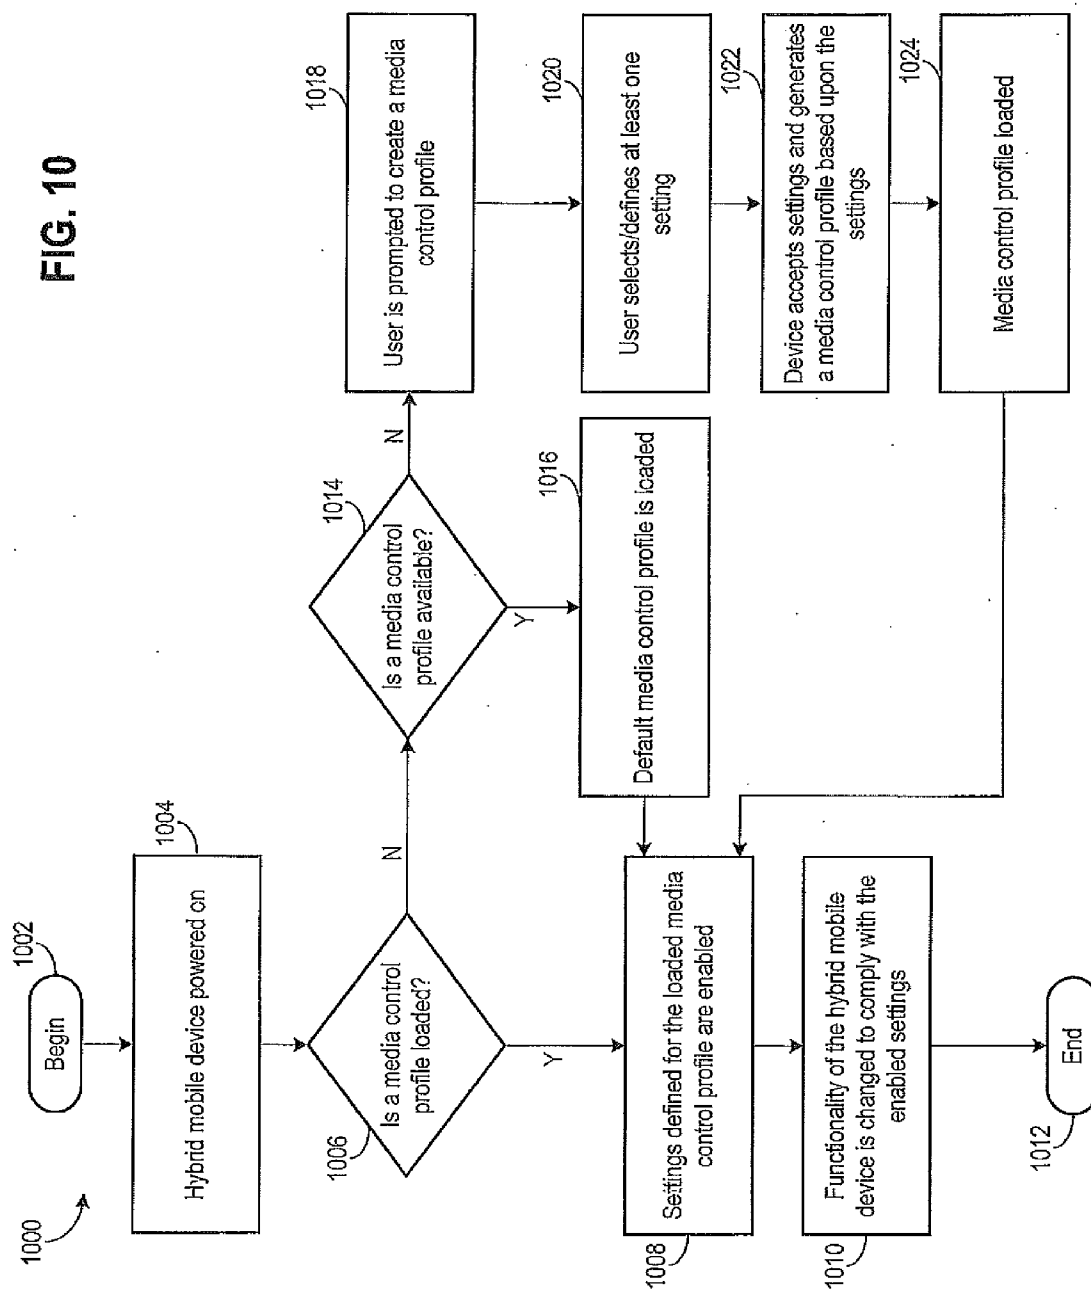 FIG. 10
1000
1002
Begin
1004
Hybrid mobile device powered on
1006
Is a media control
profile loaded?
N
Y
1014
Is a media control
profile available?
N
Y
1018
User is prompted to create a media
control profile
1020
User selects/defines at least one
setting
1022
Device accepts settings and generates
a media control profile based upon the
settings
1024
Media control profile loaded
1016
Default media control profile is loaded
1008
Settings defined for the loaded media
control profile are enabled
1010
Functionality of the hybrid mobile
device is changed to comply with the
enabled settings
1012
End